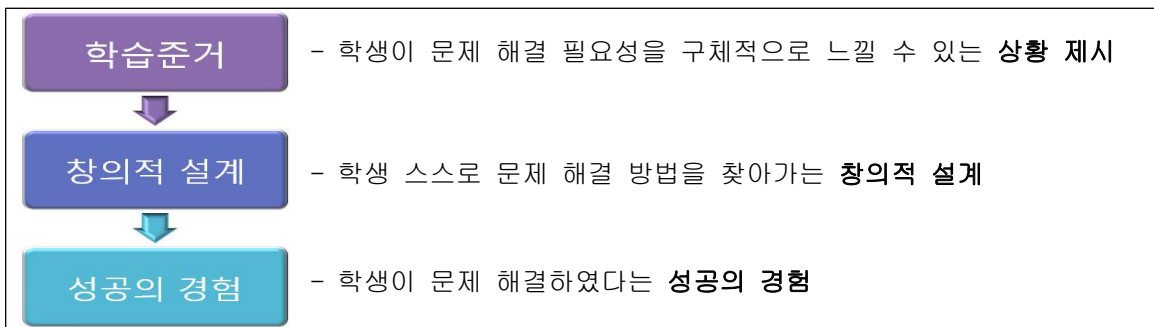 학습준거
- 학생이 문제 해결 필요성을 구체적으로 느낄 수 있는 상황 제시
창의적 설계
- 학생 스스로 문제 해결 방법을 찾아가는 창의적 설계
성공의 경험
- 학생이 문제 해결하였다는 성공의 경험